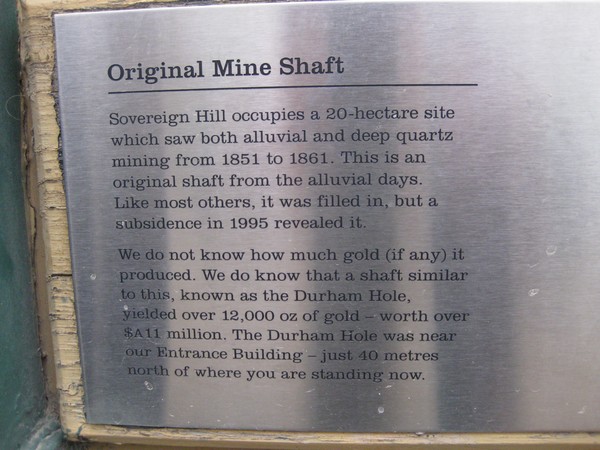 Original Mine Shaft
Sovereign Hill occupies a 20-hectare site
which saw both alluvial and deep quartz
mining from 1851 to 1861. This is an
original shaft from the alluvial days.
Like most others, it was filled in, but a
subsidence in 1995 revealed it.
We do not know how much gold (if any) it
produced. We do know that a shaft similar
to this, known as the Durham Hole,
yielded over 12,000 oz of gold – worth over
$A11 million. The Durham Hole was near
our Entrance Building – just 40 metres
north of where you are standing now.